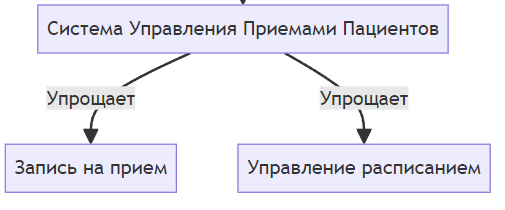 Система Управления Приемами Пациентов
Упрощает
Упрощает
Запись на прием
Управление расписанием